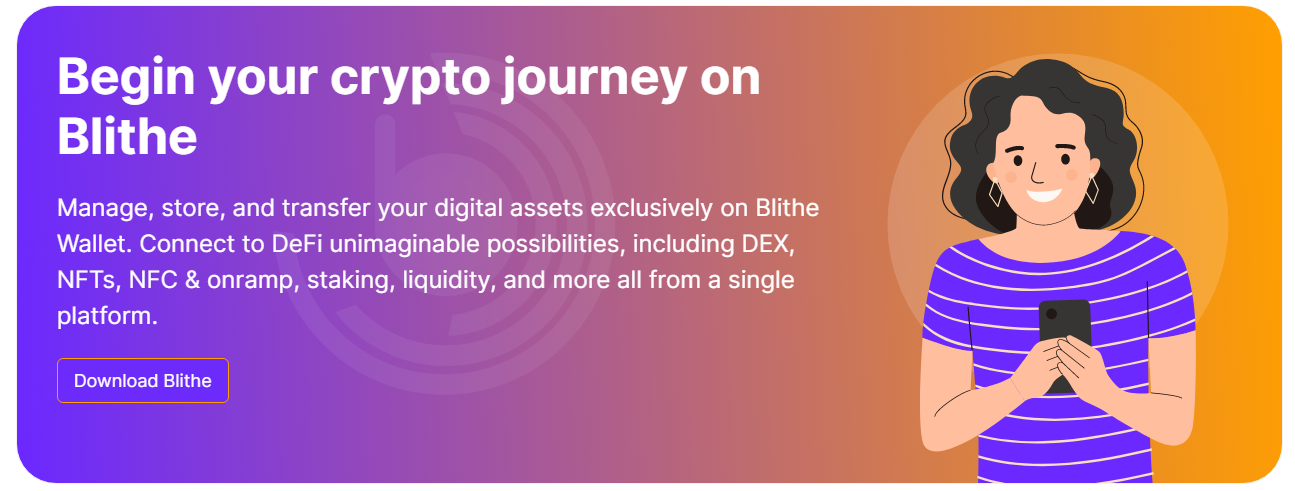 Begin your crypto journey on
Blithe
Manage, store, and transfer your digital assets exclusively on Blithe
Wallet. Connect to DeFi unimaginable possibilities, including DEX,
NFTs, NFC & onramp, staking, liquidity, and more all from a single
platform.
Download Blithe